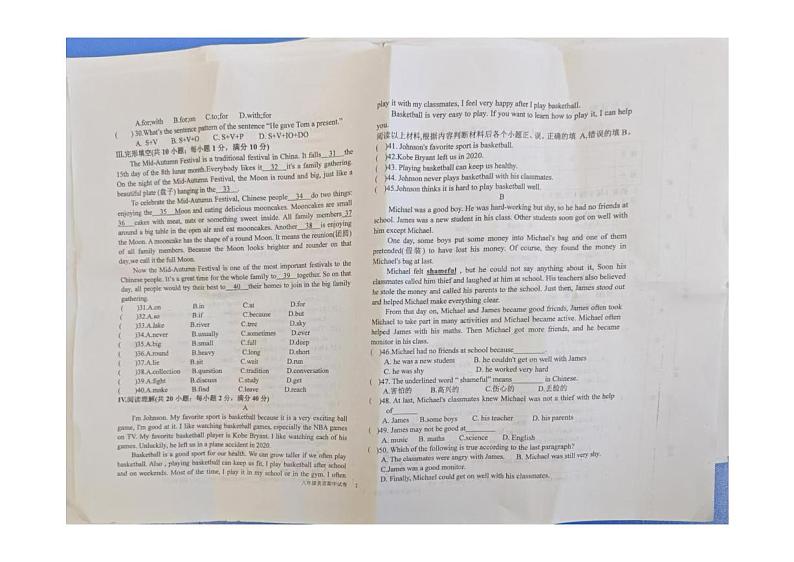 A.for;with B.for;on C.to;for D.with;for
( ) 30.What's the sentence pattern of the sentence "He gave Tom a present."
A. S+V B. S+V+O C. S+V+P D. S+V+IO+DO
III.完形填空(共 10 小题; 每小题 1 分, 满分 10 分)
The Mid-Autumn Festival is a traditional festival in China. It falls 31 the
15th day of the 8th lunar month.Everybody likes it 32 it's a family gathering.
On the night of the Mid-Autumn Festival, the Moon is round and big, just like a
beautiful plate (盘子) hanging in the 33 .
To celebrate the Mid-Autumn Festival, Chinese people 34 do two things:
enjoying the 35 Moon and eating delicious mooncakes. Mooncakes are small
36 cakes with meat, nuts or something sweet inside. All family members 37
around a big table in the open air and eat mooncakes. Another 38 is enjoying
the Moon. A mooncake has the shape of a round Moon. It means the reunion(团圆)
of all family members. Because the Moon looks brighter and rounder on that
day,we call it the full Moon.
Now the Mid-Autumn Festival is one of the most important festivals to the
Chinese people. It's a great time for the whole family to 39 together. So on that
day, all people would try their best to 40 their homes to join in the big family
gathering.
( )31.A.on B.in C.at D.for
( )32.A.so B.if C.because D.but
( )33.A.lake B.river C.tree D.sky
( )34.A.never B.usually C.sometimes D.ever
( )35.A.big B.small C.full D.deep
( )36.A.round B.heavy C.long D.short
( )37.A.lie B.sit C.wait D.run
( )38.A.collection B.question C.tradition D.conversation
( )39.A.fight B.discuss C.study D.get
( )40.A.make B.find C.leave D.reach
IV.阅读理解(共 20 小题; 每小题 2 分, 满分 40 分)
A
I'm Johnson. My favorite sport is basketball because it is a very exciting ball
game, I'm good at it. I like watching basketball games, especially the NBA games
on TV. My favorite basketball player is Kobe Bryant. I like watching each of his
games. Unluckily, he left us in a plane accident in 2020.
Basketball is a good sport for our health. We can grow taller if we often play
basketball. Also , playing basketball can keep us fit, I play basketball after school
and on weekends. Most of the time, I play it in my school or in the gym. I often
八年级英语期中试卷 2
play it with my classmates, I feel very happy after I play basketball.
Basketball is very easy to play. If you want to learn how to play it, I can help
you.
阅读以上材料,根据内容判断材料后各个小题正、误, 正确的填 A,错误的填 B。
( )41. Johnson's favorite sport is basketball.
( )42.Kobe Bryant left us in 2020.
( )43. Playing basketball can keep us healthy.
( )44. Johnson never plays basketball with his classmates.
( )45.Johnson thinks it is hard to play basketball well.
B
Michael was a good boy. He was hard-working but shy, so he had no friends at
school. James was a new student in his class. Other students soon got on well with
him except Michael.
One day, some boys put some money into Michael's bag and one of them
pretended(假装) to have lost his money. Of course, they found the money in
Michael's bag at last.
Michael felt shameful , but he could not say anything about it, Soon his
classmates called him thief and laughed at him in School. His teachers also believed
he stole the money and called his parents to the school. Just then, James stood out
and helped Michael make everything clear.
From that day on, Michael and James became good friends, James often took
Michael to take part in many activities and Michael became active. Michael often
helped James with his maths. Then Michael got more friends, and he became
monitor in his class.
( )46.Michael had no friends at school because .
A. he was a new student B. he couldn't get on well with James
C. he was shy D. he worked very hard
( )47. The underlined word " shameful" means in Chinese.
A.害怕的 B.高兴的 C.伤心的 D.丢脸的
( )48. At last, Michael's classmates knew Michael was not a thief with the help
of
A. James B.some boys C. his teacher D. his parents
( )49. James may not be good at
A. music B. maths C.science D. English
( )50. Which of the following is true according to the last paragraph?
A. The classmates were angry with James. B. Michael was still very shy.
C.James was a good monitor.
D. Finally, Michael could get on well with his classmates.